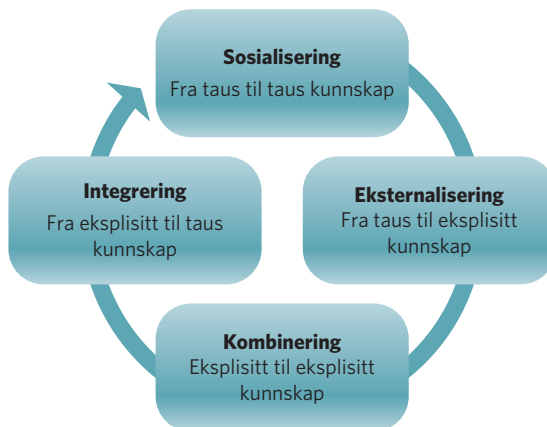 Sosialisering
Fra taus til taus kunnskap
Integrering
Fra eksplisitt til taus
kunnskap
Eksternalisering
Fra taus til eksplisitt
kunnskap
Kombinering
Eksplisitt til eksplisitt
kunnskap